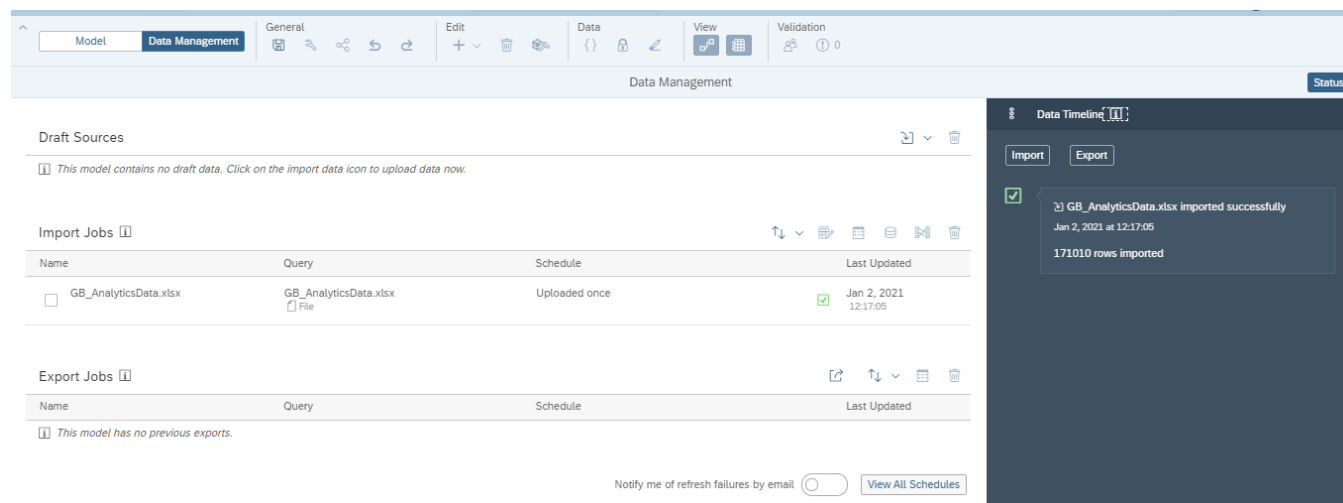 General
Edit
Data
View
Validation
Model
Data Management
0
Data Management
Status
Draft Sources
This model contains no draft data. Click on the import data icon to upload data now.
Import Jobs
Name Query Schedule Last Updated
GB_AnalyticsData.xlsx GB_AnalyticsData.xlsx Uploaded once Jan 2, 2021
File 12:17:05
Export Jobs
Name Query Schedule Last Updated
This model has no previous exports.
Notify me of refresh failures by email View All Schedules
Data Timeline
Import Export
GB_AnalyticsData.xlsx imported successfully
Jan 2, 2021 at 12:17:05
171010 rows imported